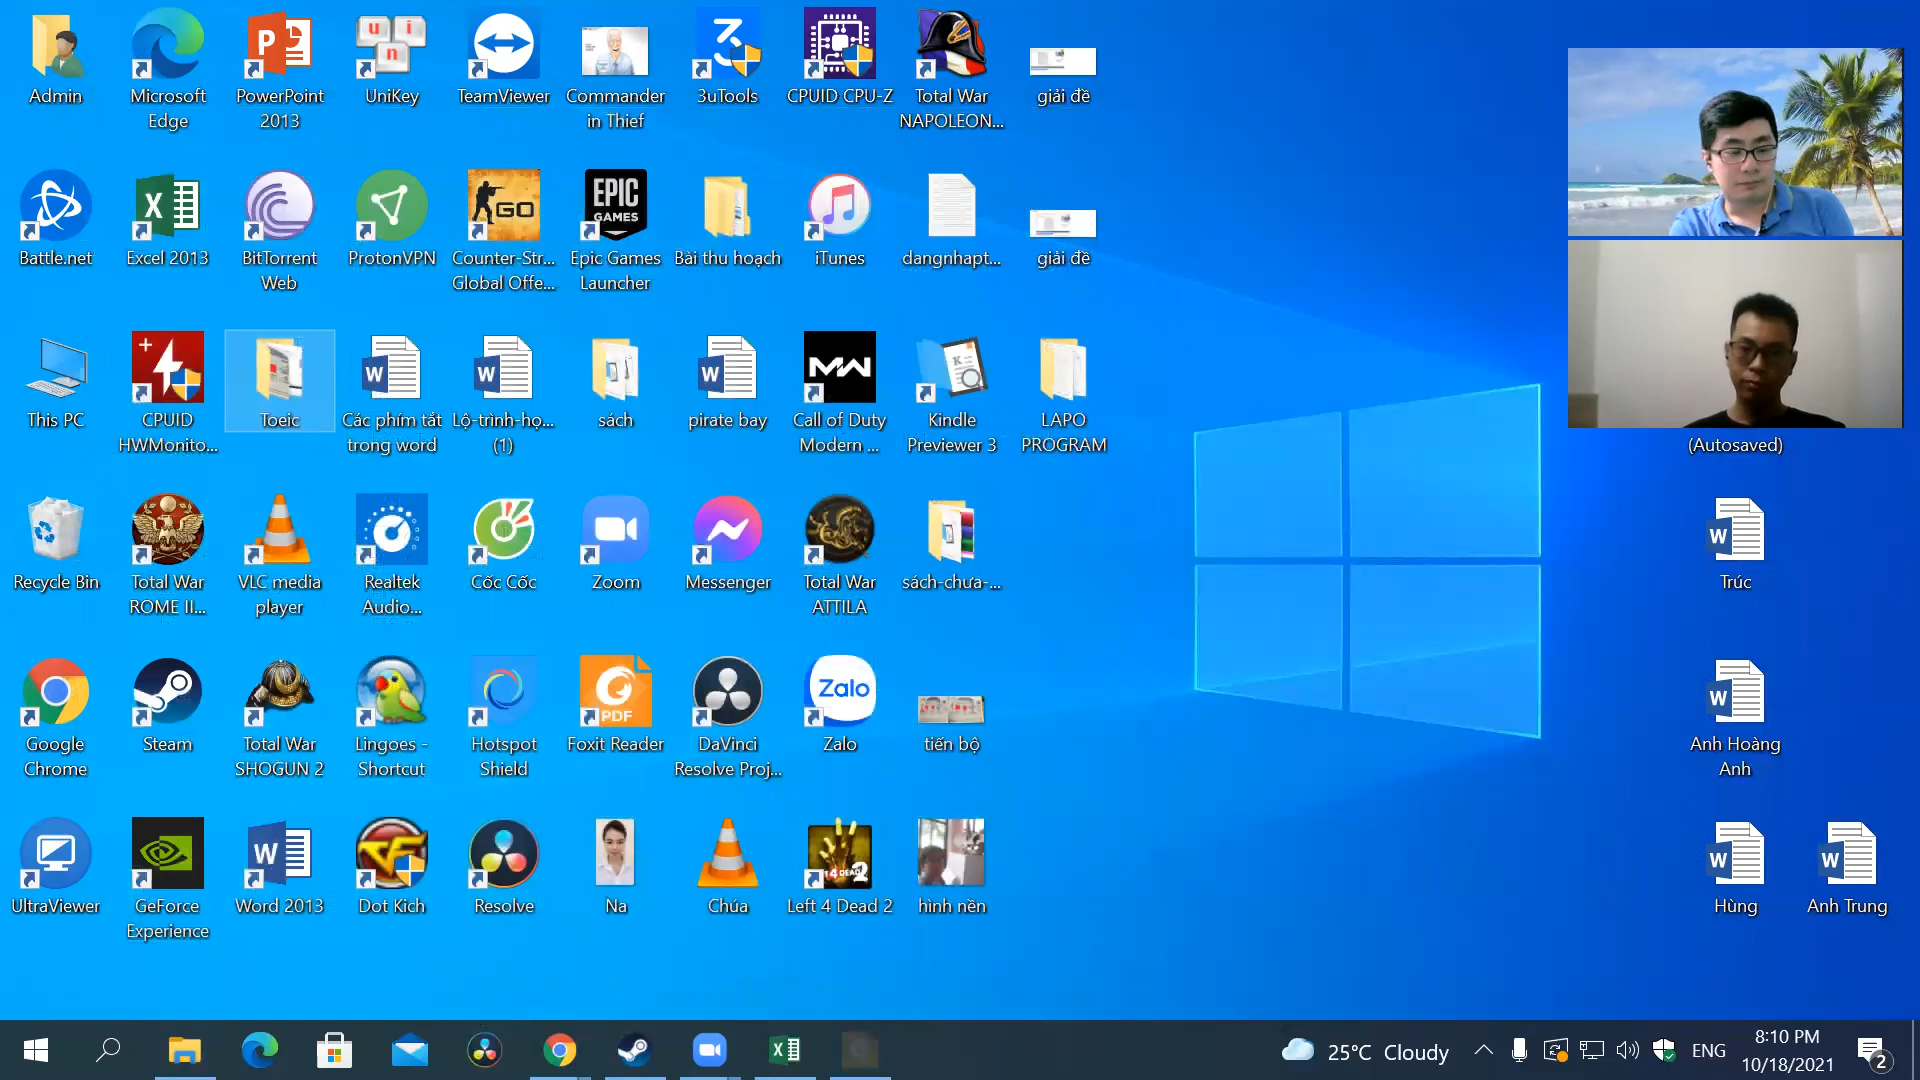 Admin
Microsoft
Edge
PowerPoint
2013
UniKey
TeamViewer
Commander
in Thief
3uTools
CPUID CPU-Z
Total War
NAPOLEON...
giải đề
Battle.net
Excel 2013
BitTorrent
Web
ProtonVPN
GO
Counter-Str...
Global Offe...
EPIC
GAMES
Epic Games
Launcher
Bài thu hoạch
iTunes
dangnhapt...
giải đề
This PC
CPUID
HWMonito...
Toeic
Các phím tắt
trong word
Lộ-trình-họ...
(1)
sách
pirate bay
MW
Call of Duty
Modern ...
Kindle
Previewer 3
LAPO
PROGRAM
(Autosaved)
Recycle Bin
Total War
ROME II...
VLC media
player
Realtek
Audio...
Cốc Cốc
Zoom
Messenger
Total War
ATTILA
sách-chưa-...
Trúc
Google
Chrome
Steam
Total War
SHOGUN 2
Lingoes -
Shortcut
Hotspot
Shield
PDF
Foxit Reader
DaVinci
Resolve Proj...
Zalo
Zalo
tiến bộ
Anh Hoàng
Anh
UltraViewer
GeForce
Experience
Word 2013
Dot Kich
Resolve
Na
Chúa
Left 4 Dead 2
hình nền
Hùng
Anh Trung
25°C Cloudy
ENG
8:10 PM
10/18/2021
2